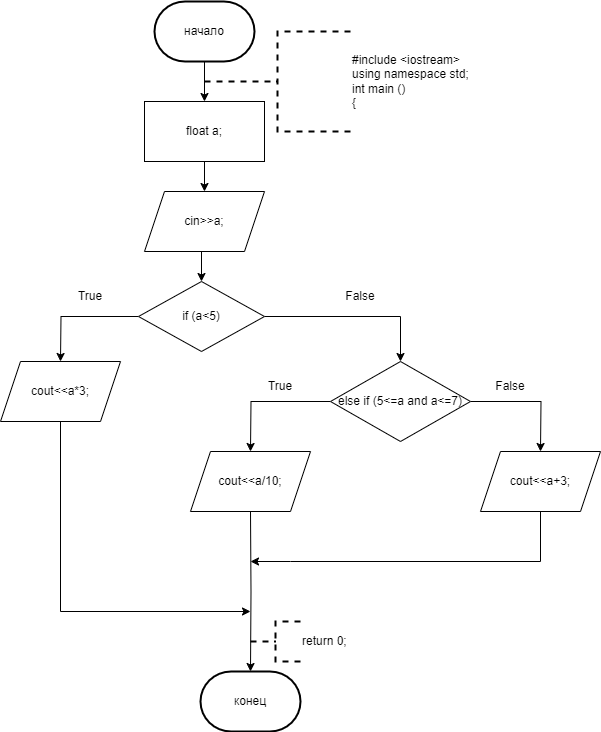 начало
#include <iostream>
using namespace std;
int main ()
{
float a;
cin>>a;
True
False
if (a<5)
cout<<a*3;
True
False
else if (5<=a and a<=7)
cout<<a/10;
cout<<a+3;
return 0;
конец